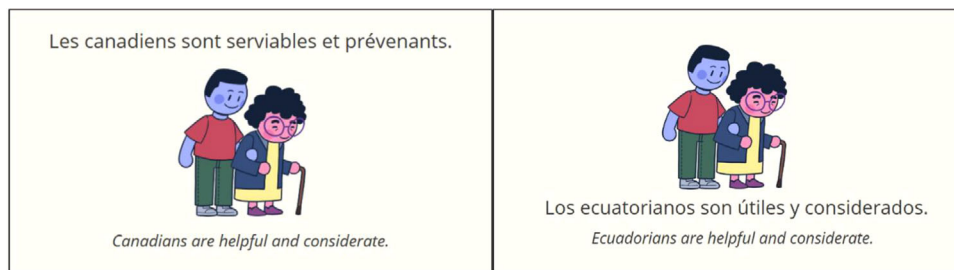 Les canadiens sont serviables et prévenants.
Canadians are helpful and considerate.
Los ecuatorianos son útiles y considerados.
Ecuadorians are helpful and considerate.